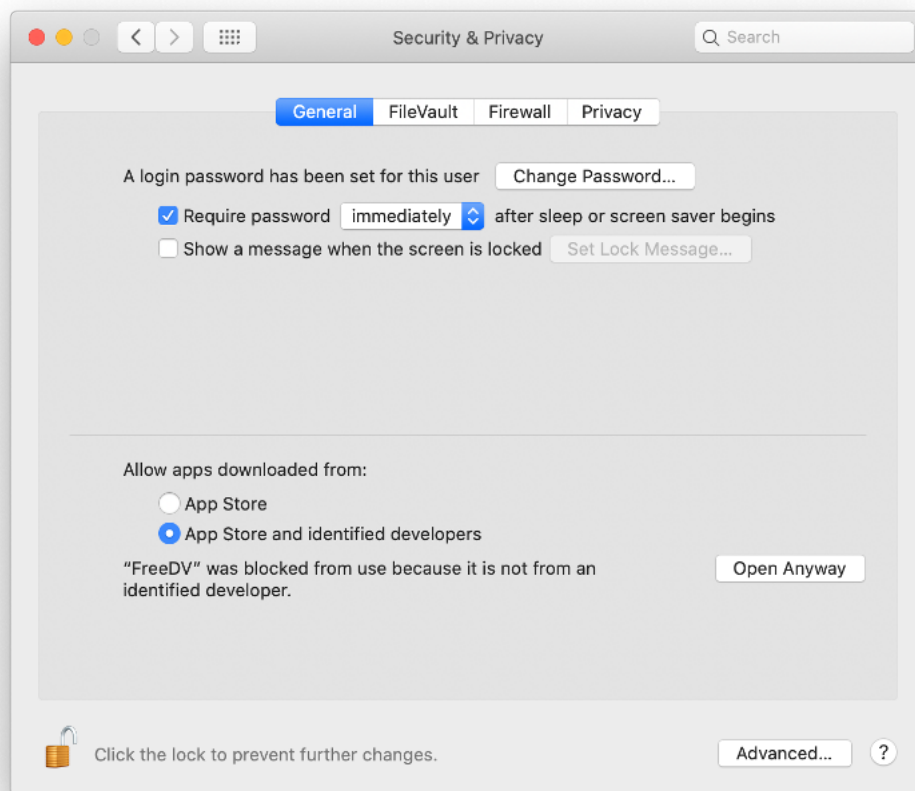 Security & Privacy
Search
General FileVault Firewall Privacy
A login password has been set for this user Change Password...
Require password immediately after sleep or screen saver begins
Show a message when the screen is locked Set Lock Message...
Allow apps downloaded from:
App Store
App Store and identified developers
“FreeDV” was blocked from use because it is not from an Open Anyway
identified developer.
Click the lock to prevent further changes. Advanced... ?